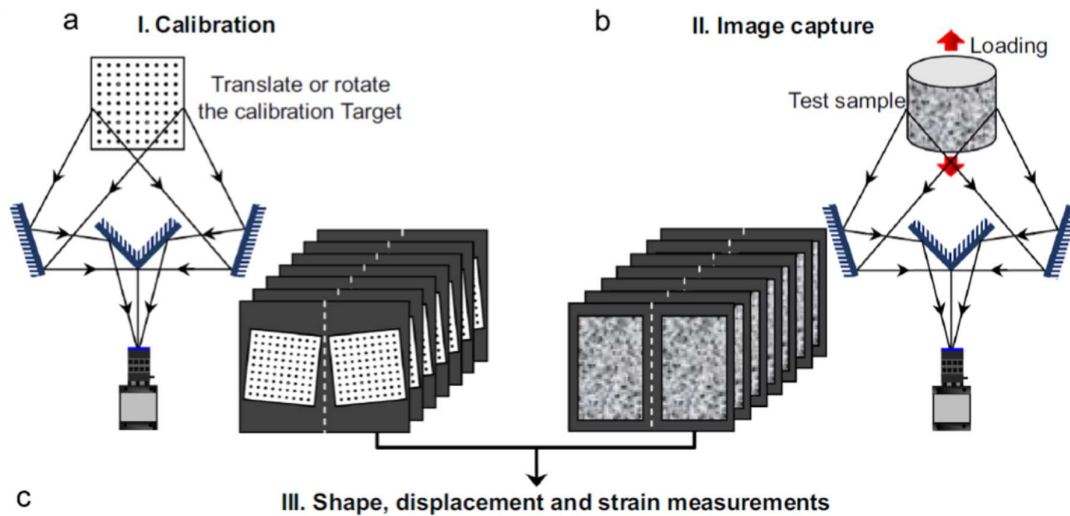 a
I. Calibration
Translate or rotate
the calibration Target
b
II. Image capture
Loading
Test sample
c
III. Shape, displacement and strain measurements